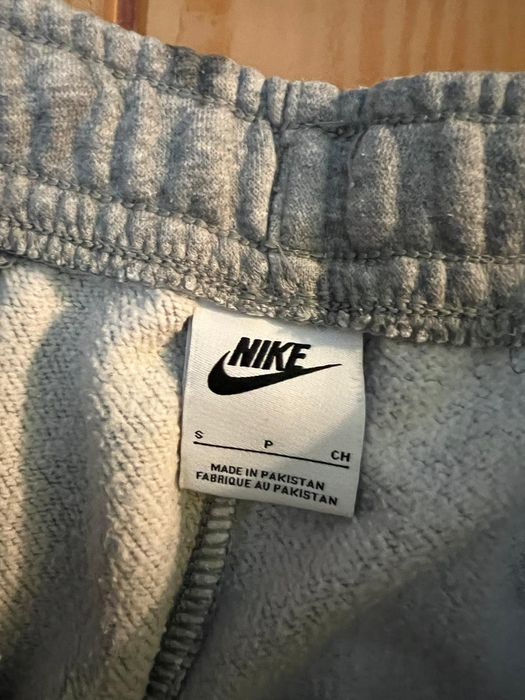 NIKE
S P CH
MADE IN PAKISTAN
FABRIQUE AU PAKISTAN